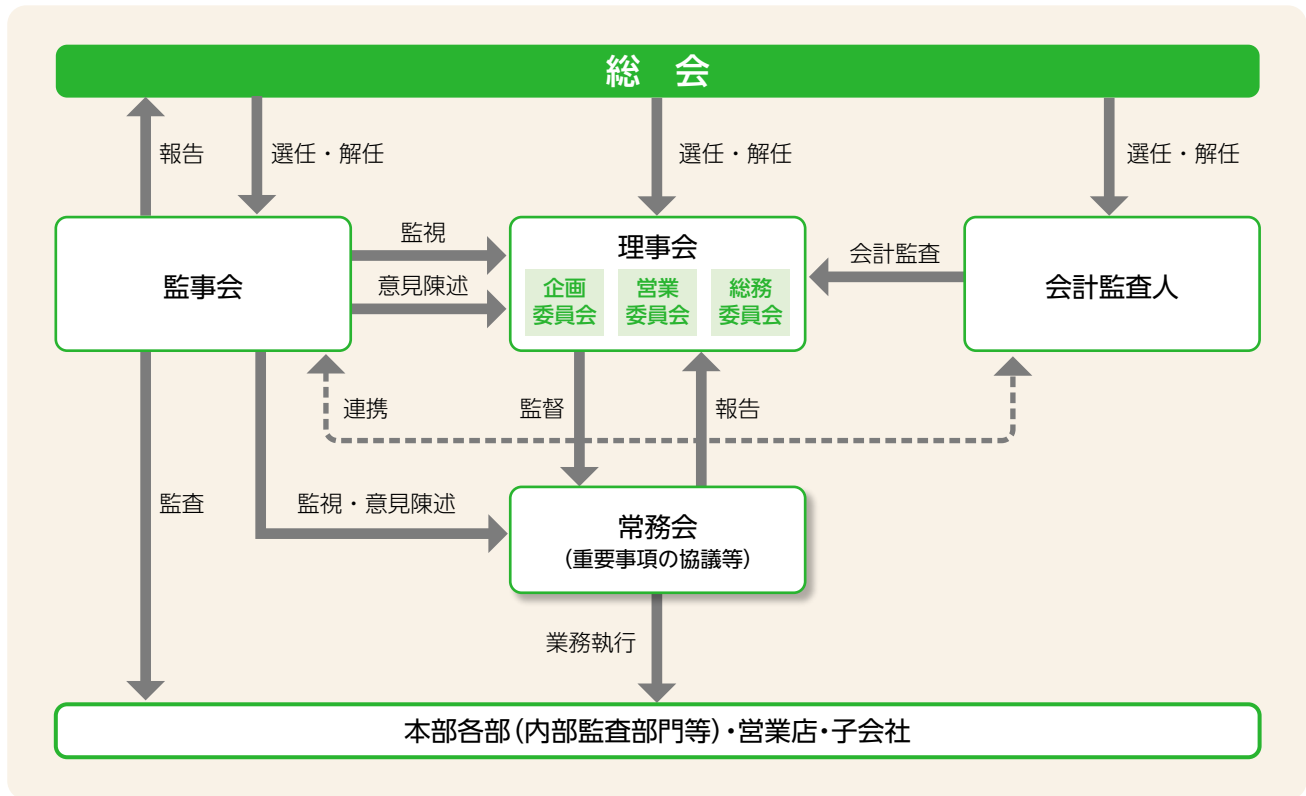 総　会
報告
選任・解任
選任・解任
選任・解任
監事会
監視
意見陳述
理事会
企画
委員会
営業
委員会
総務
委員会
会計監査
会計監査人
連携
監督
報告
監査
監視・意見陳述
常務会
(重要事項の協議等)
業務執行
本部各部(内部監査部門等)・営業店・子会社